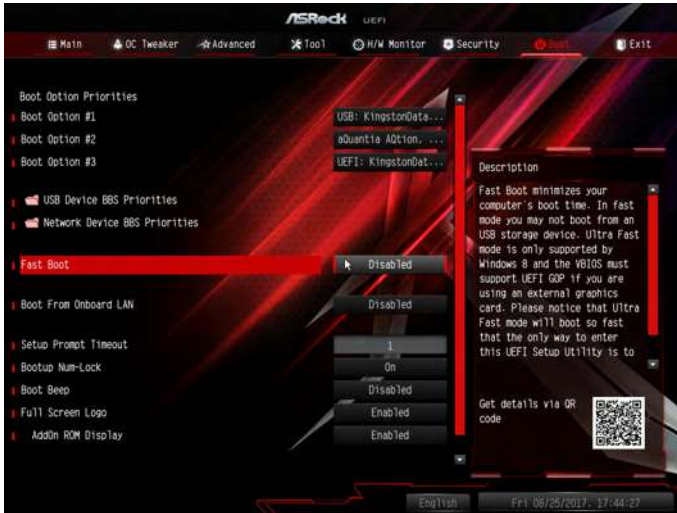 ASRock UEFI
Main OC Tweaker Advanced Tool H/W Monitor Security Boot Exit
Boot Option Priorities
Boot Option #1 USB: KingstonData...
Boot Option #2 aQuantia AQtion. ...
Boot Option #3 UEFI: KingstonDat...
USB Device BBS Priorities
Network Device BBS Priorities
Fast Boot Disabled
Boot From Onboard LAN Disabled
Setup Prompt Timeout 1
Bootup Num-Lock On
Boot Beep Disabled
Full Screen Logo Enabled
AddOn ROM Display Enabled
Description
Fast Boot minimizes your
computer's boot time. In fast
mode you may not boot from an
USB storage device. Ultra Fast
mode is only supported by
Windows 8 and the VBIOS must
support UEFI GOP if you are
using an external graphics
card. Please notice that Ultra
Fast mode will boot so fast
that the only way to enter
this UEFI Setup Utility is to
Get details via QR
code
English Fri 08/25/2017, 17:44:27